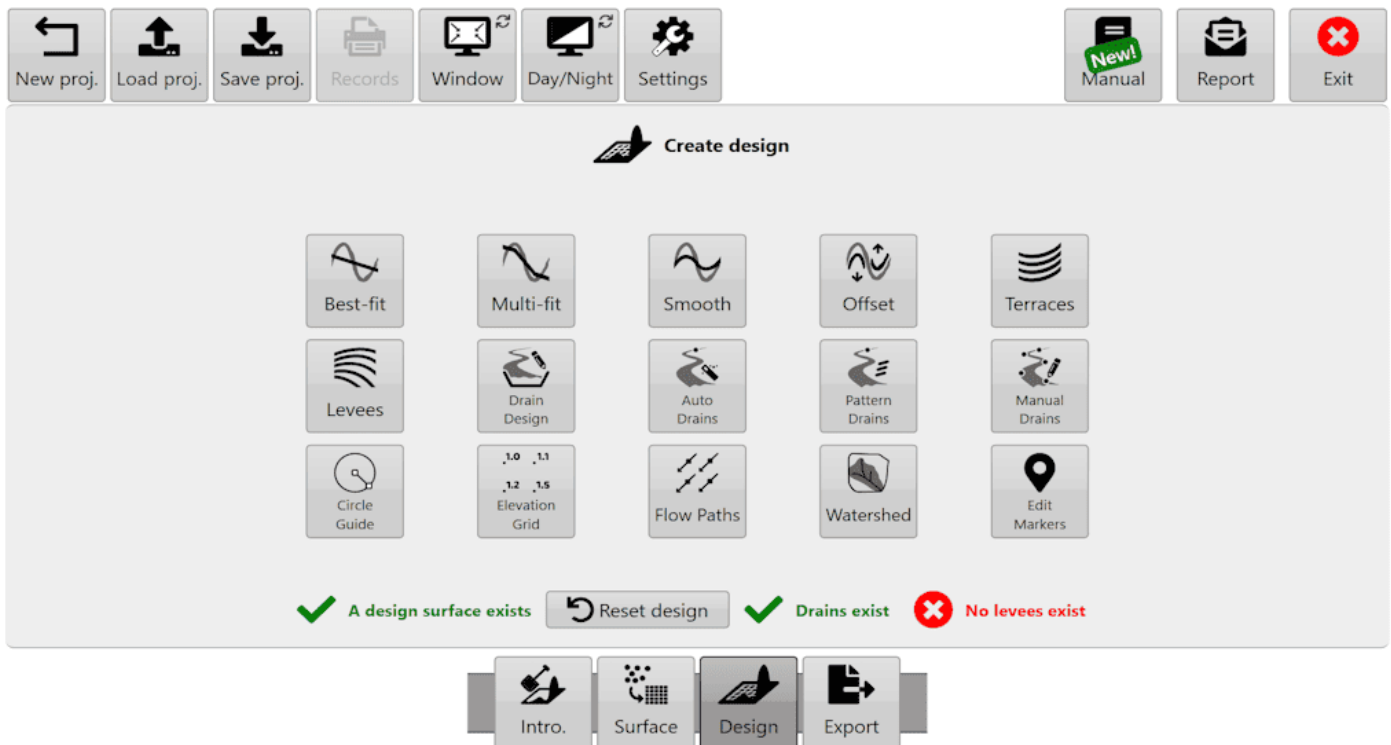 New proj.
Load proj.
Save proj.
Records
Window
Day/Night
Settings
New!
Manual
Report
Exit
Create design
Best-fit
Multi-fit
Smooth
Offset
Terraces
Levees
Drain
Design
Auto
Drains
Pattern
Drains
Manual
Drains
Circle
Guide
.1.0 .1.1
.1.2 .1.5
Elevation
Grid
Flow Paths
Watershed
Edit
Markers
A design surface exists
Reset design
Drains exist
No levees exist
Intro.
Surface
Design
Export